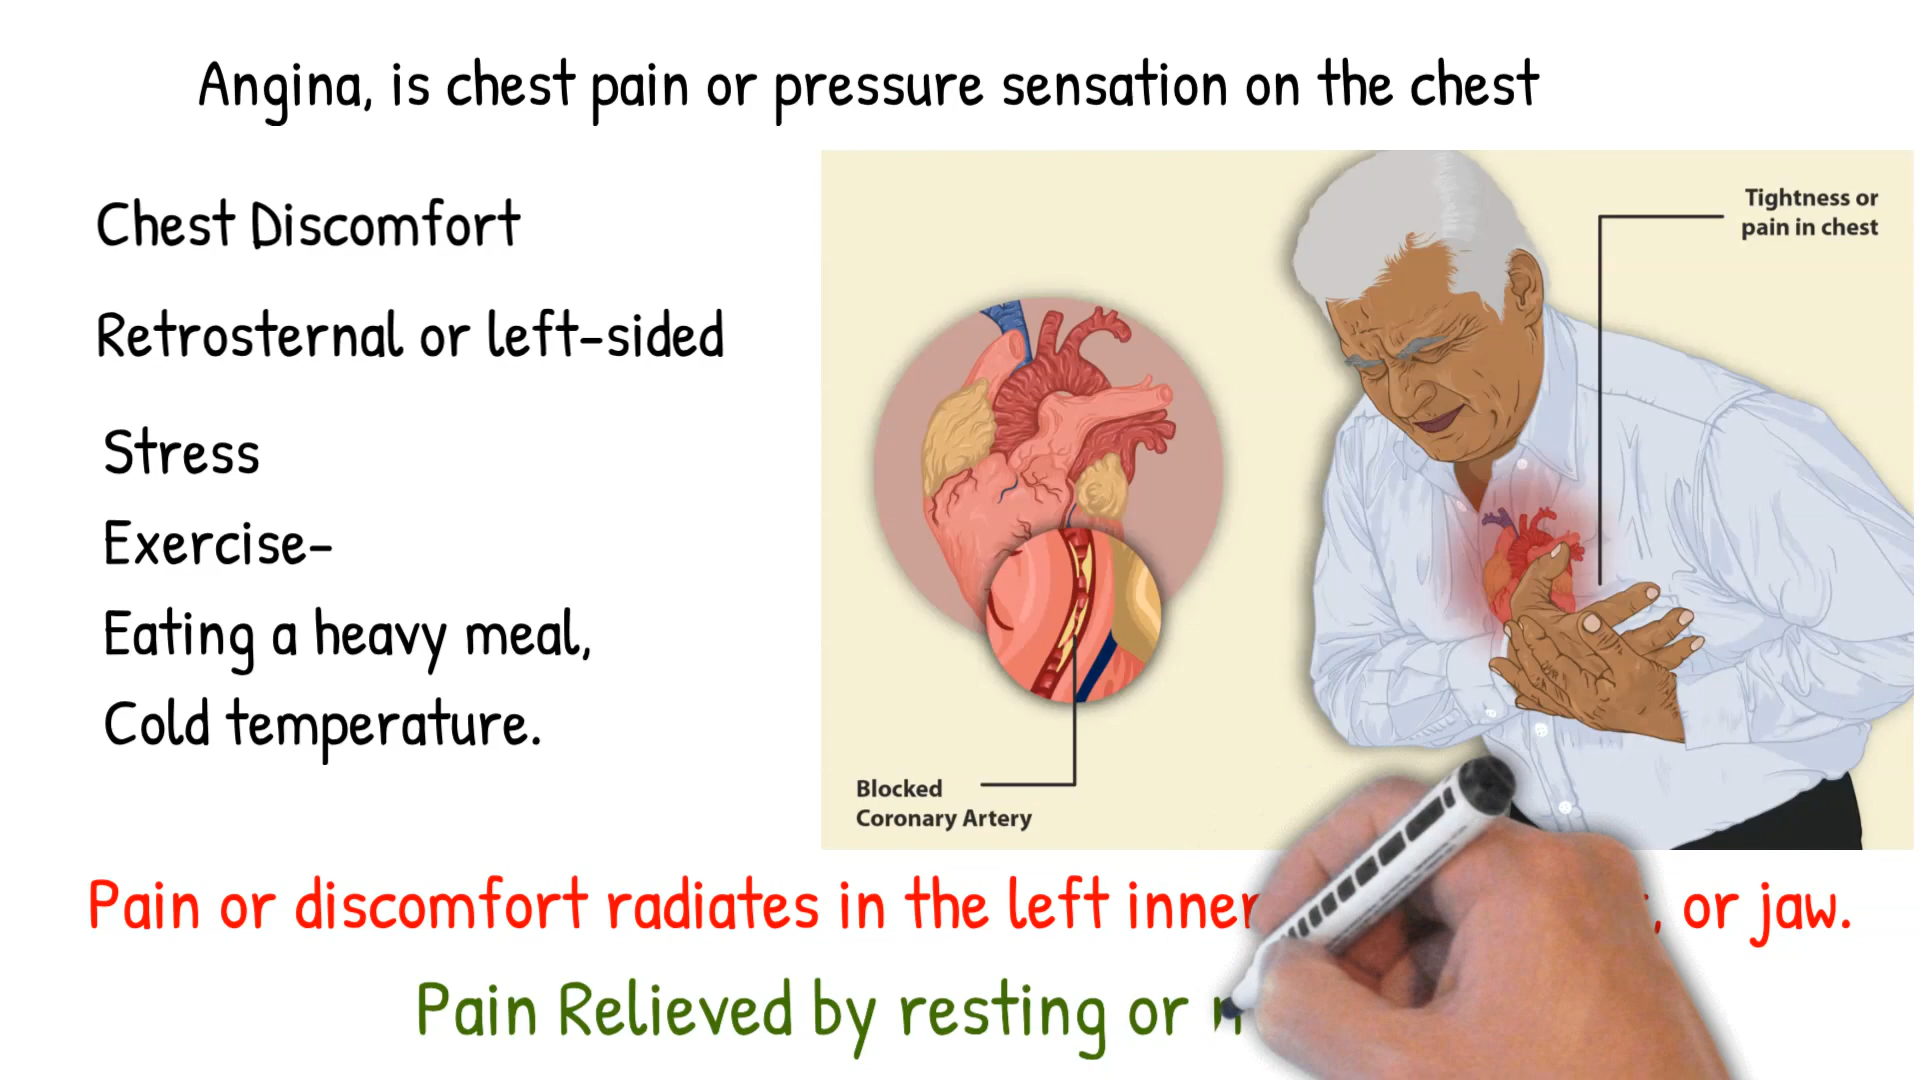 Angina, is chest pain or pressure sensation on the chest
Chest Discomfort
Retrosternal or left-sided
Stress
Exercise-
Eating a heavy meal,
Cold temperature.
Tightness or
pain in chest
Blocked
Coronary Artery
Pain or discomfort radiates in the left inner or jaw.
Pain Relieved by resting or